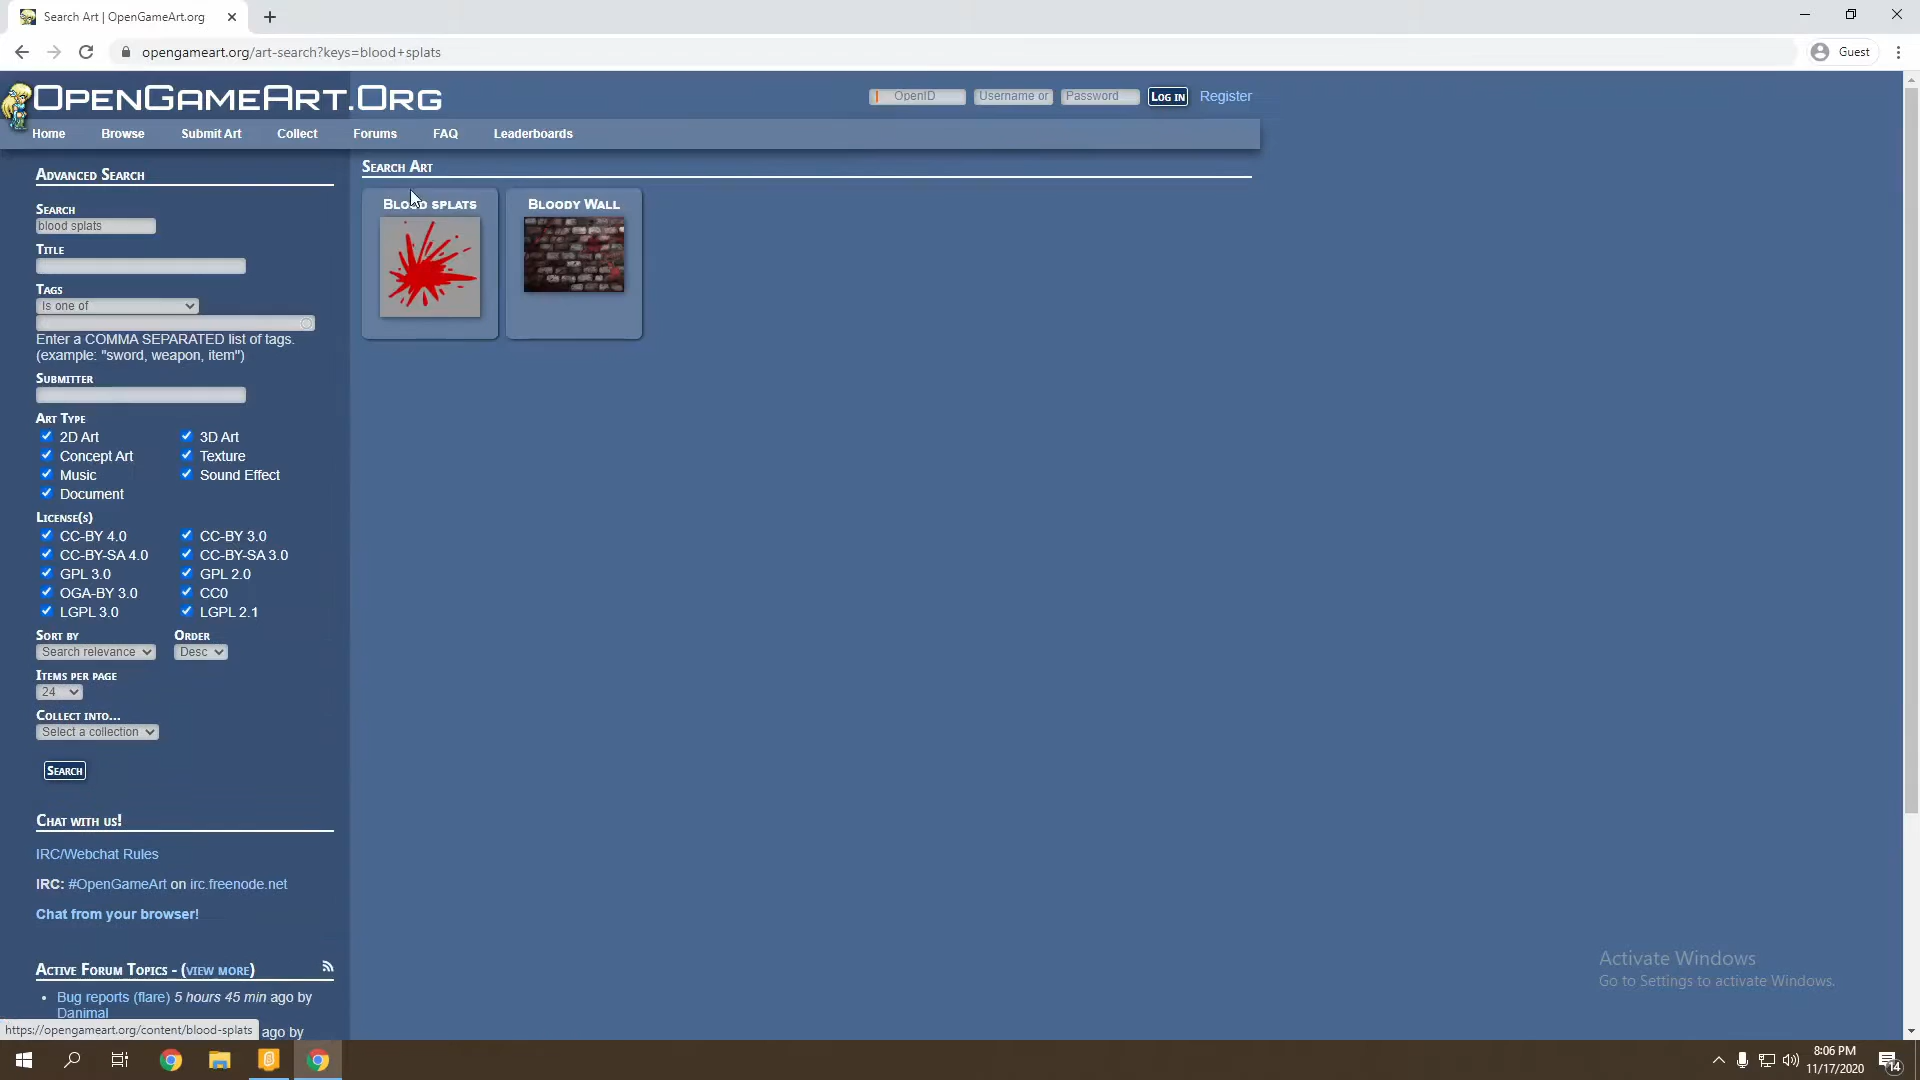 Search Art | OpenGameArt.org
opengameart.org/art-search?keys=blood+splats
Guest
OpenGameArt.Org
OpenID
Username or
Password
Log in
Register
Home
Browse
Submit Art
Collect
Forums
FAQ
Leaderboards
Advanced Search
Search
blood splats
Title
Tags
Is one of
Enter a COMMA SEPARATED list of tags.
(example: "sword, weapon, item")
Submitter
Art Type
2D Art
3D Art
Concept Art
Texture
Music
Sound Effect
Document
License(s)
CC-BY 4.0
CC-BY 3.0
CC-BY-SA 4.0
CC-BY-SA 3.0
GPL 3.0
GPL 2.0
OGA-BY 3.0
CC0
LGPL 3.0
LGPL 2.1
Sort by
Order
Search relevance
Desc
Items per page
24
Collect into...
Select a collection
Search
Chat with us!
IRC/Webchat Rules
IRC: #OpenGameArt on irc.freenode.net
Chat from your browser!
Active Forum Topics - (view more)
Bug reports (flare) 5 hours 45 min ago by
Danimal
ago by
https://opengameart.org/content/blood-splats
Search Art
Blood splats
Bloody Wall
Activate Windows
Go to Settings to activate Windows.
8:06 PM
11/17/2020
14